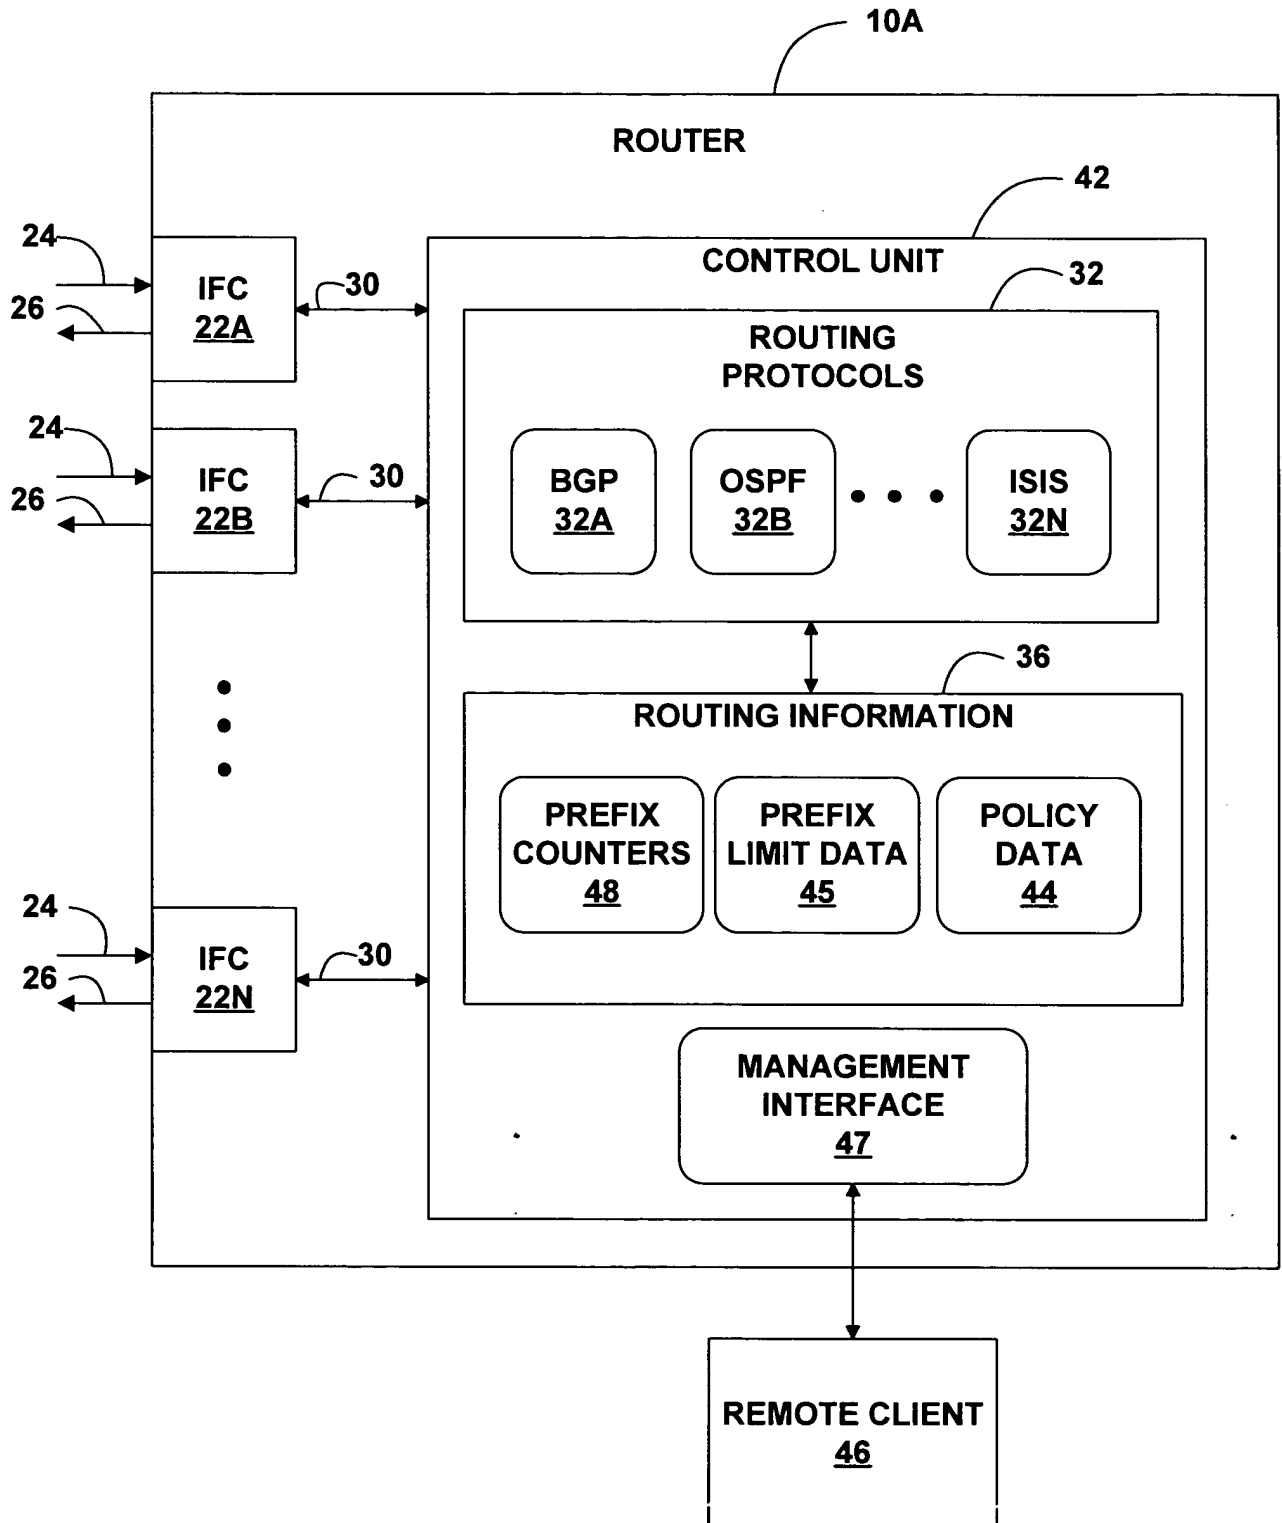 10A
ROUTER
42
CONTROL UNIT
24
26
IFC
22A
30
32
ROUTING
PROTOCOLS
24
26
IFC
22B
30
BGP
32A
OSPF
32B
ISIS
32N
36
ROUTING INFORMATION
PREFIX
COUNTERS
48
PREFIX
LIMIT DATA
45
POLICY
DATA
44
24
26
IFC
22N
30
MANAGEMENT
INTERFACE
47
REMOTE CLIENT
46